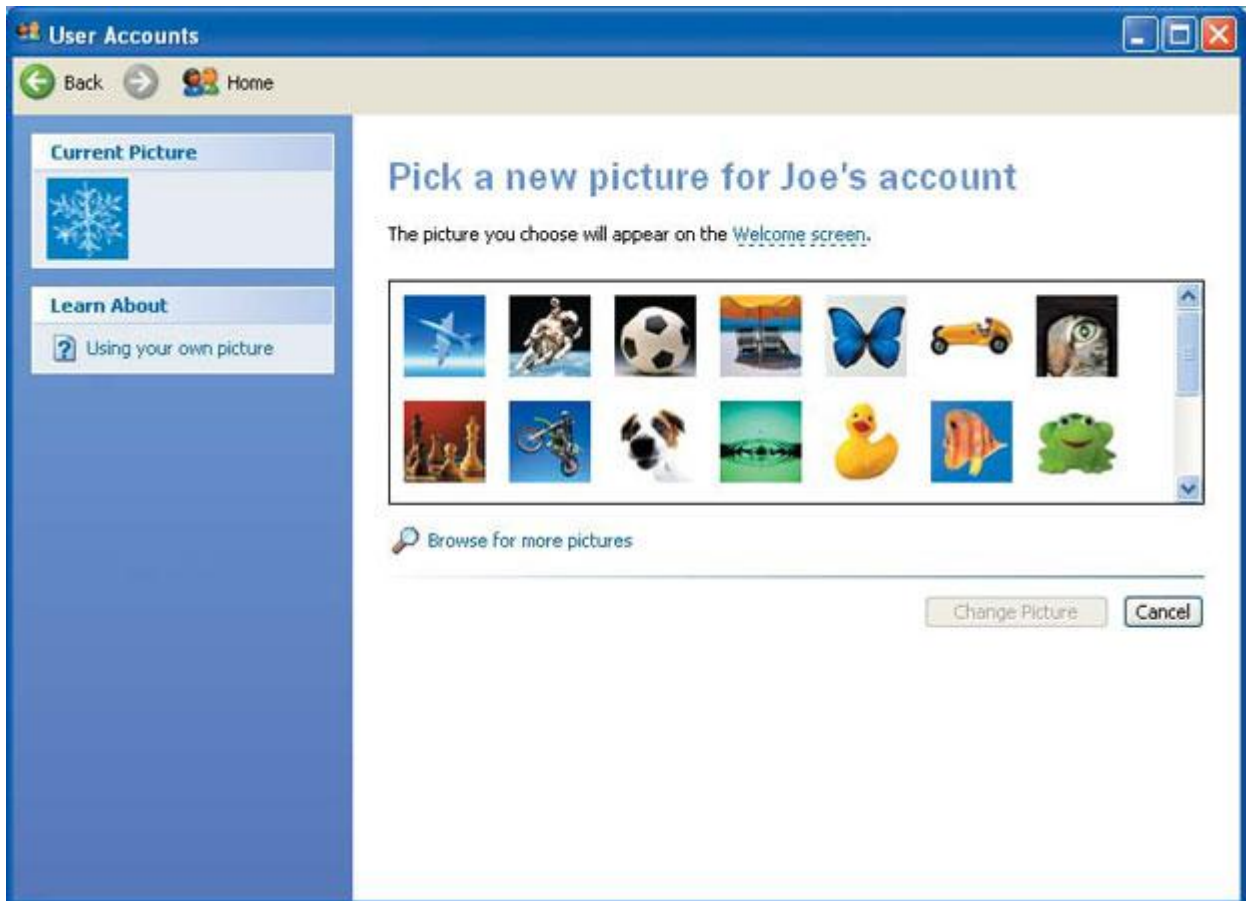 User Accounts
Back Home
Current Picture
Learn About
Using your own picture
Pick a new picture for Joe's account
The picture you choose will appear on the Welcome screen.
Browse for more pictures
Change Picture Cancel